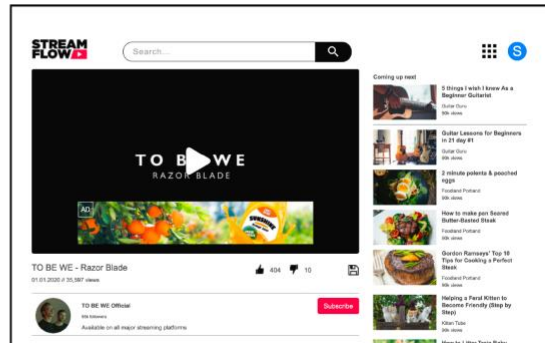 STREAM
FLOW
Search...
S
TO BE WE
RAZOR BLADE
AD
SUNSHINE
TO BE WE - Razor Blade
404
10
01.01.2020 // 35,597 views
TO BE WE Official
Subscribe
Available on all major streaming platforms
Coming up next
5 things I wish I knew As a
Beginner Guitarist
Guitar Guru
Guitar Lessons for Beginners
in 21 day #1
Guitar Guru
2 minute polenta & poached
eggs
Foodland Portland
How to make pan Seared
Butter-Basted Steak
Foodland Portland
Gordon Ramseys' Top 10
Tips for Cooking a Perfect
Steak
Foodland Portland
Helping a Feral Kitten to
Become Friendly (Step by
Step)
Kitten Tube